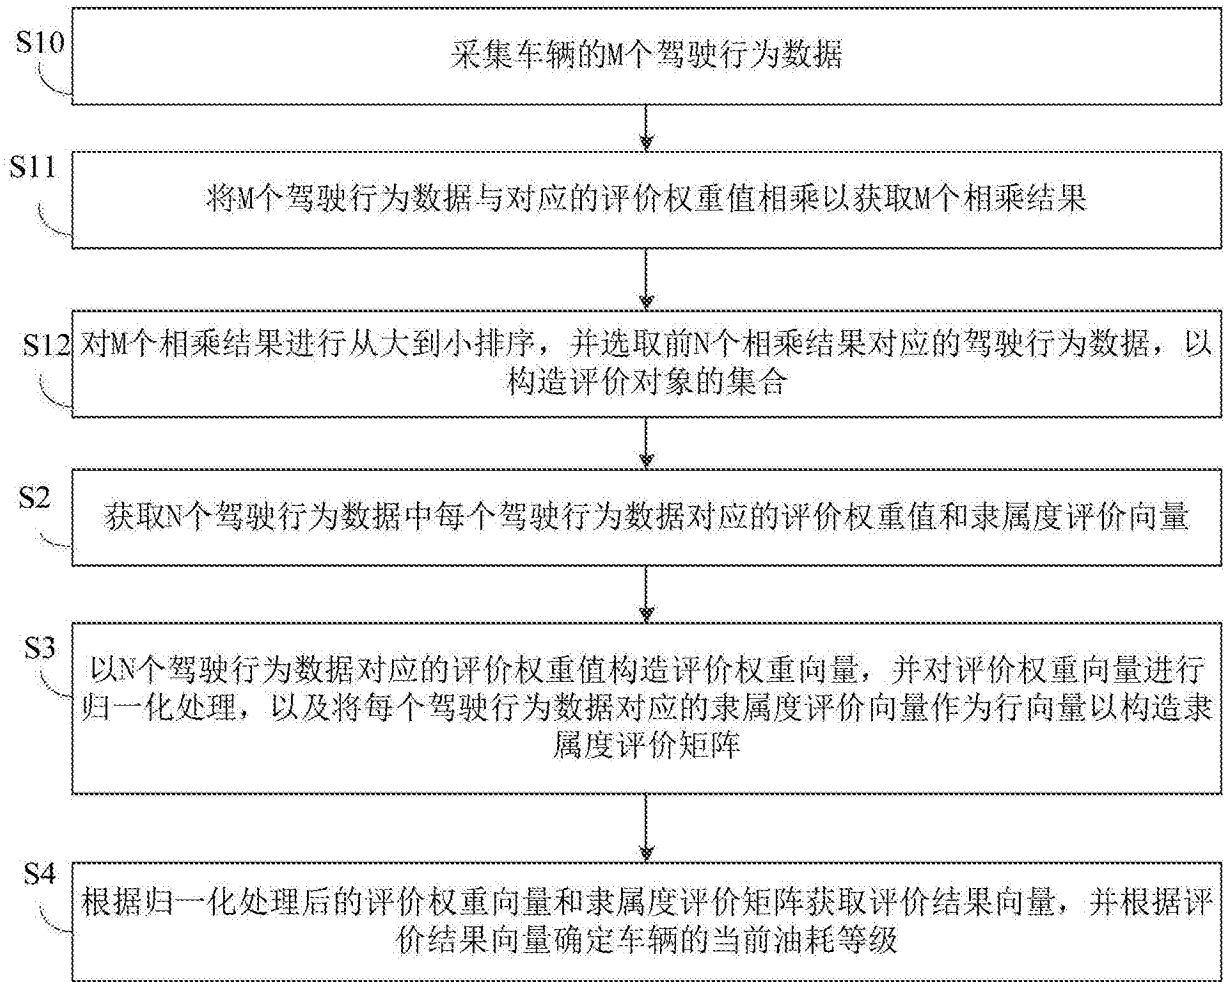 S10
采集车辆的M个驾驶行为数据
S11
将M个驾驶行为数据与对应的评价权重值相乘以获取M个相乘结果
S12
对M个相乘结果进行从大到小排序，并选取前N个相乘结果对应的驾驶行为数据，以
构造评价对象的集合
S2
获取N个驾驶行为数据中每个驾驶行为数据对应的评价权重值和隶属度评价向量
S3
以N个驾驶行为数据对应的评价权重值构造评价权重向量，并对评价权重向量进行
归一化处理，以及将每个驾驶行为数据对应的隶属度评价向量作为行向量以构造隶
属度评价矩阵
S4
根据归一化处理后的评价权重向量和隶属度评价矩阵获取评价结果向量，并根据评
价结果向量确定车辆的当前油耗等级